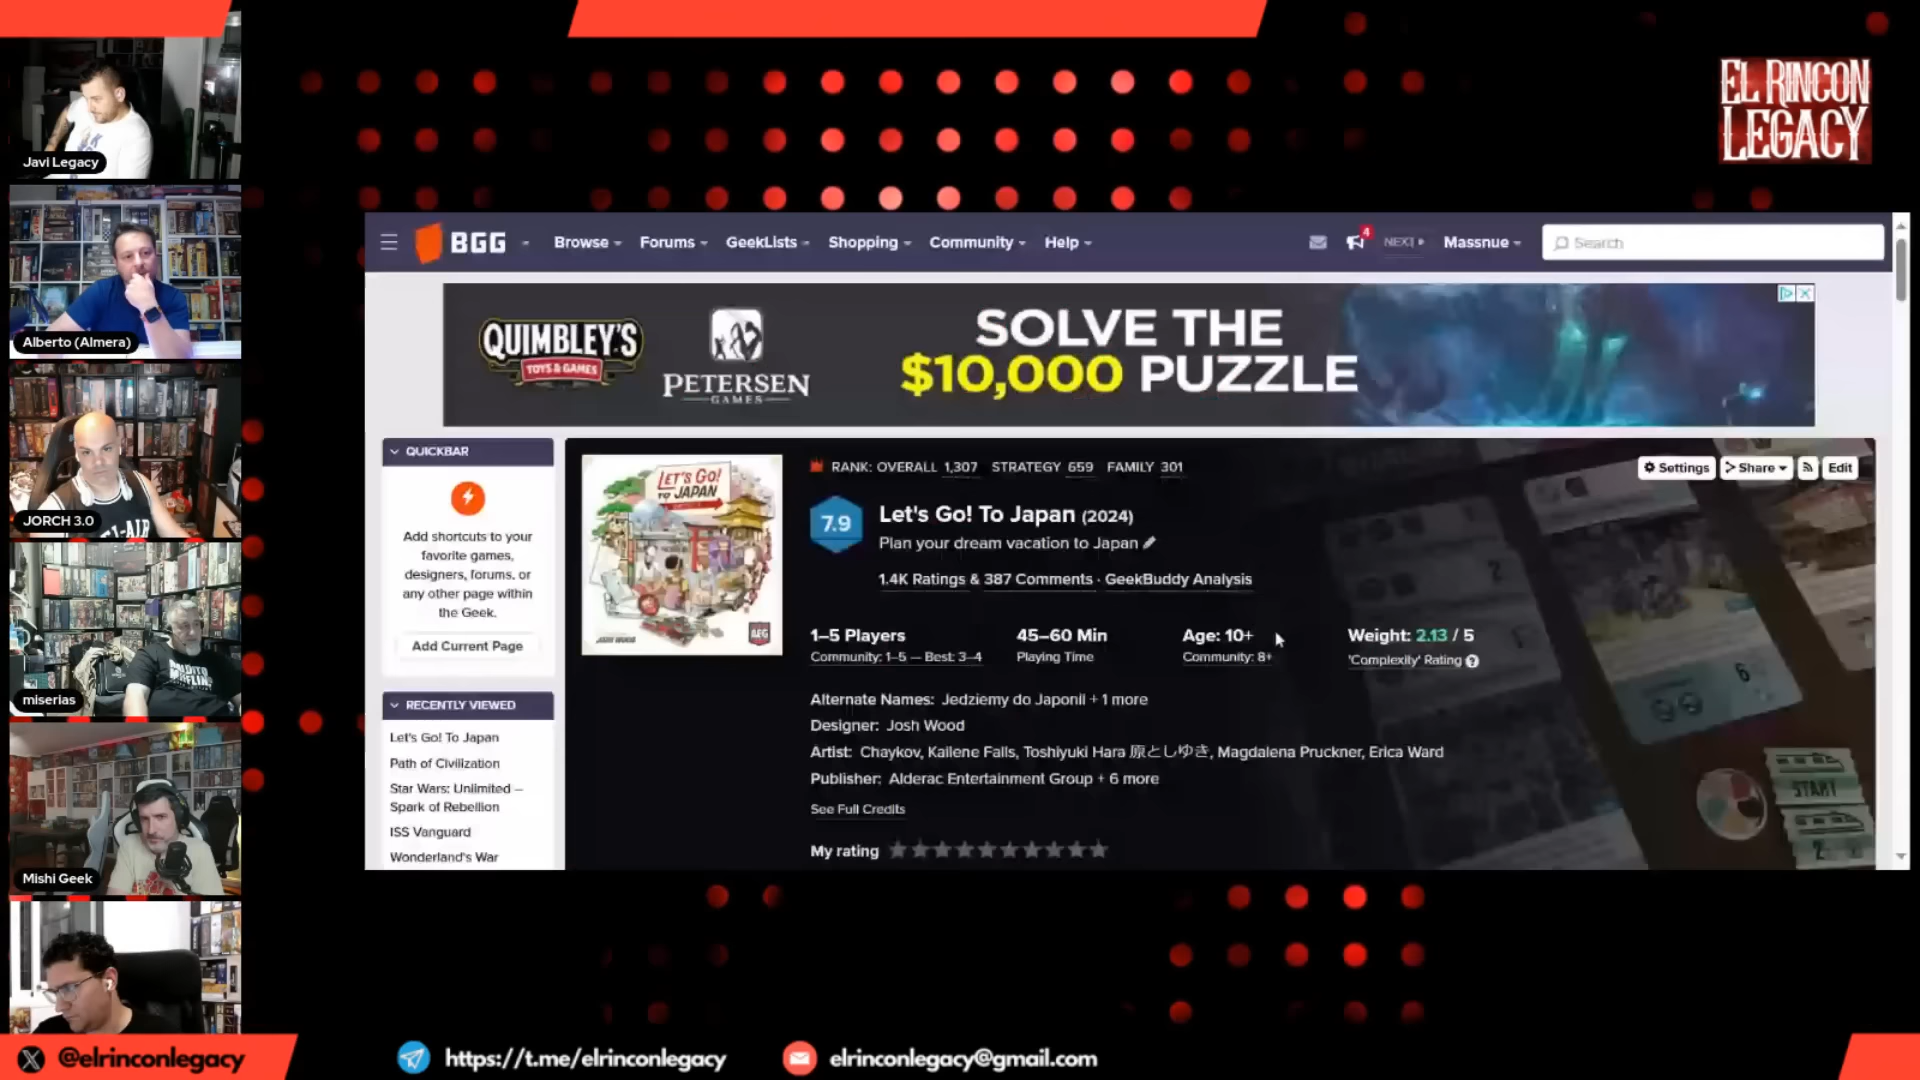 EL RINCON
LEGACY
Javi Legacy
Alberto (Almera)
JORCH 3.0
miserias
Mishi Geek
BGG
Browse
Forums
GeekLists
Shopping
Community
Help
4
NEXT
Massnue
Search
QUIMBLEY'S
TOYS & GAMES
PETERSEN
GAMES
SOLVE THE
$10,000 PUZZLE
QUICKBAR
Add shortcuts to your
favorite games,
designers, forums, or
any other page within
the Geek.
Add Current Page
RECENTLY VIEWED
Let's Go! To Japan
Path of Civilization
Star Wars: Unlimited –
Spark of Rebellion
ISS Vanguard
Wonderland's War
LET'S GO!
TO JAPAN
JOSH WOOD
AEG
RANK: OVERALL 1,307 STRATEGY 659 FAMILY 301
Settings
Share
Edit
7.9
Let's Go! To Japan (2024)
Plan your dream vacation to Japan
1.4K Ratings & 387 Comments · GeekBuddy Analysis
1–5 Players
Community: 1–5 — Best: 3–4
45–60 Min
Playing Time
Age: 10+
Community: 8+
Weight: 2.13 / 5
'Complexity' Rating
Alternate Names: Jedziemy do Japonii + 1 more
Designer: Josh Wood
Artist: Chaykov, Kailene Falls, Toshiyuki Hara 原としゆき, Magdalena Pruckner, Erica Ward
Publisher: Alderac Entertainment Group + 6 more
See Full Credits
My rating
2
6
START
2
@elrinconlegacy
https://t.me/elrinconlegacy
elrinconlegacy@gmail.com